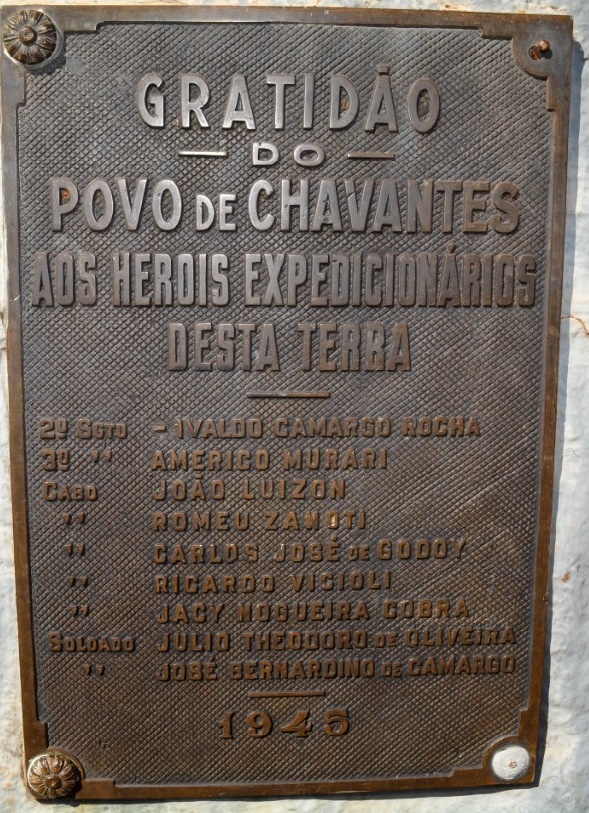 GRATIDÃO
— DO —
POVO DE CHAVANTES
AOS HEROIS EXPEDICIONÁRIOS
DESTA TERRA
2º SGTO - IVALDO CAMARGO ROCHA
3º " AMERICO MURARI
CABO JOÃO LUIZON
" ROMEU ZANOTI
" CARLOS JOSÉ DE GODOY
" RICARDO VICIOLI
" JACY NOGUEIRA COBRA
SOLDADO JULIO THEODORO DE OLIVEIRA
" JOSÉ BERNARDINO DE CAMARGO
1945